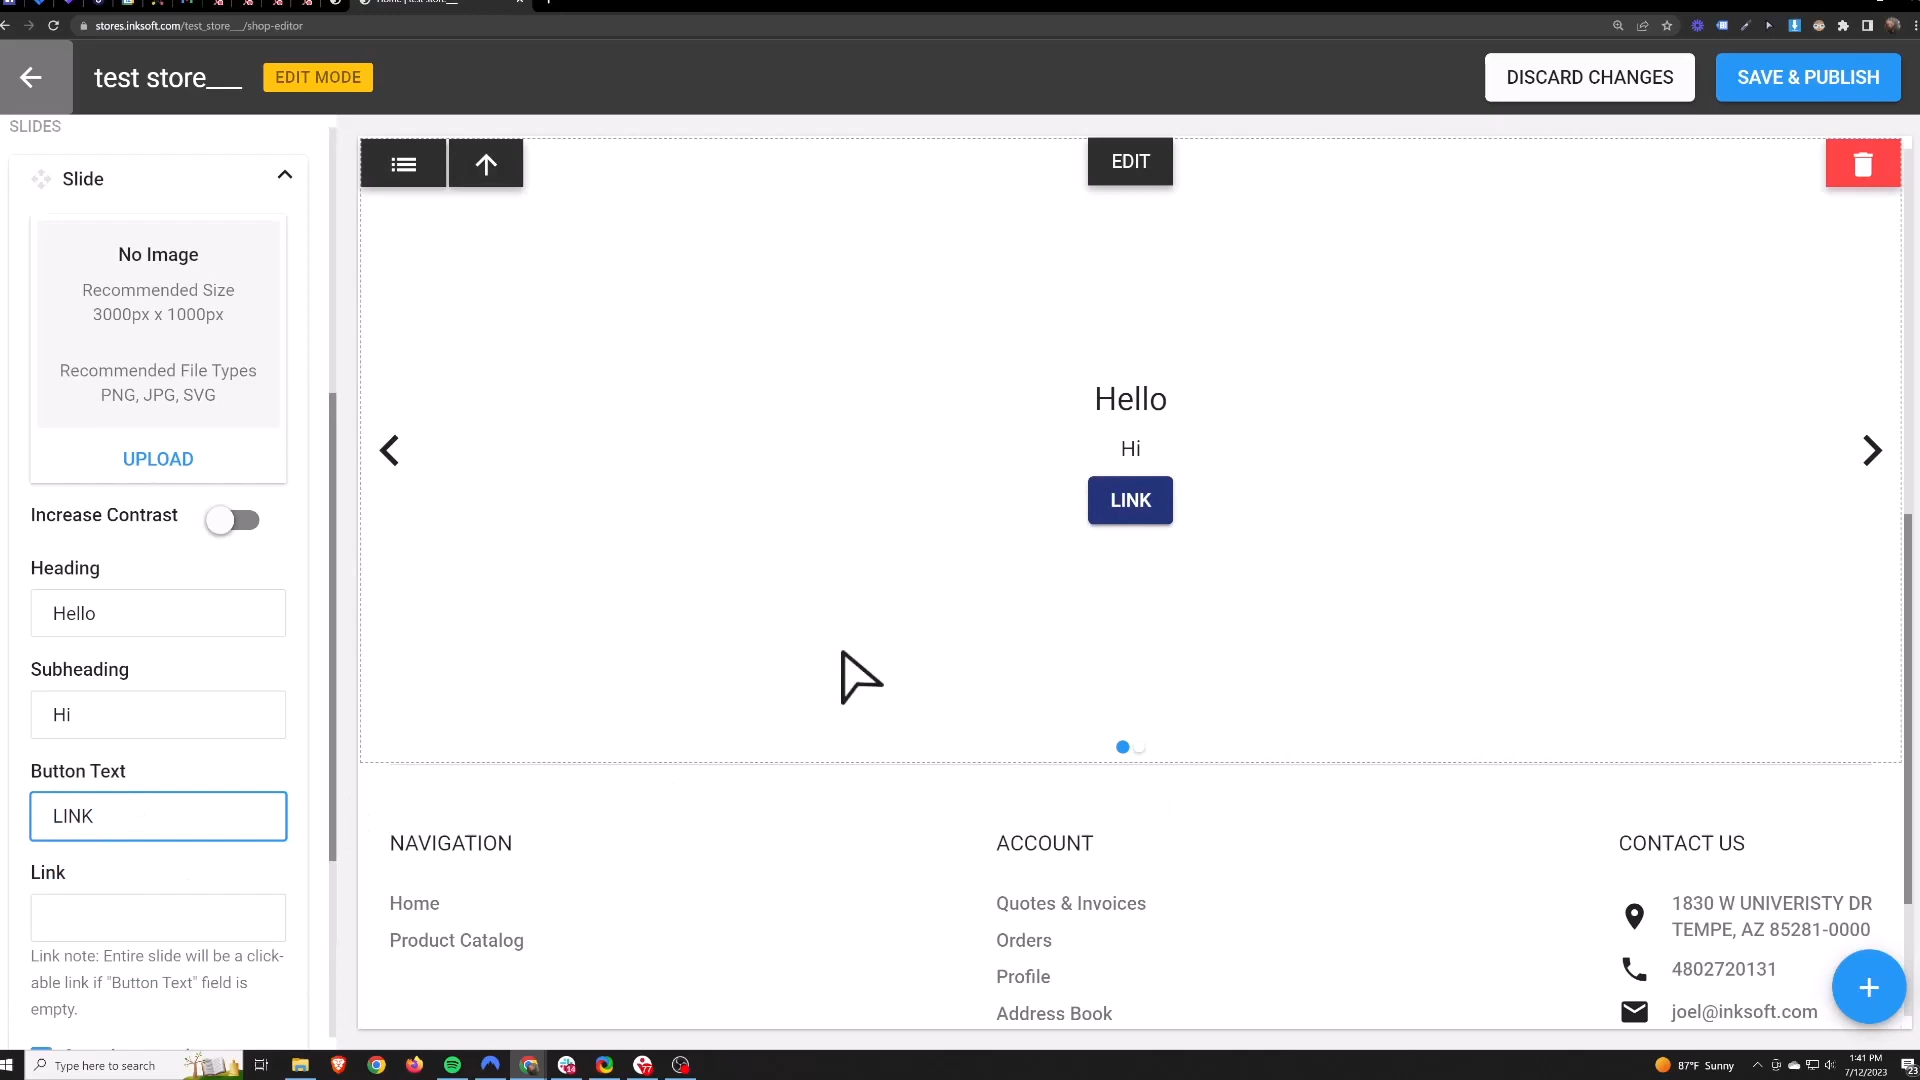 stores.inksoft.com/test_store__/shop-editor
test store___
EDIT MODE
DISCARD CHANGES
SAVE & PUBLISH
SLIDES
Slide
No Image
Recommended Size
3000px x 1000px
Recommended File Types
PNG, JPG, SVG
UPLOAD
Increase Contrast
Heading
Hello
Subheading
Hi
Button Text
LINK
Link
Link note: Entire slide will be a click-
able link if "Button Text" field is
empty.
EDIT
Hello
Hi
LINK
NAVIGATION
Home
Product Catalog
ACCOUNT
Quotes & Invoices
Orders
Profile
Address Book
CONTACT US
1830 W UNIVERISTY DR
TEMPE, AZ 85281-0000
4802720131
joel@inksoft.com
Type here to search
87°F Sunny
1:41 PM
7/12/2023